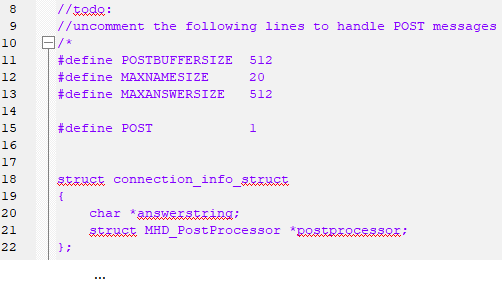 8 //todo:
9 //uncomment the following lines to handle POST messages
10 /*
11 #define POSTBUFFERSIZE 512
12 #define MAXNAMESIZE 20
13 #define MAXANSWERSIZE 512
14
15 #define POST 1
16
17
18 struct connection_info_struct
19 {
20 char *answerstring;
21 struct MHD_PostProcessor *postprocessor;
22 };
...